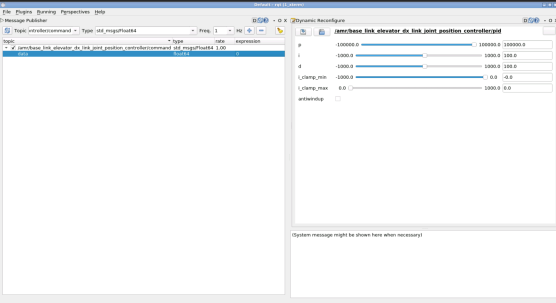 default - rqt
File Plugins Running Perspectives Help
Message Publisher
Topic ntroller/command Type std_msgs/Float64 Freq. 1 Hz
topic type rate expression
/arm/base_link_elevator_dx_link_joint_position_controller/command std_msgs/Float64 1.00
data float64 0
Dynamic Reconfigure
/arm/base_link_elevator_dx_link_joint_position_controller/pid
p -100000.0 100000.0 100000.0
i -1000.0 1000.0 100.0
d -1000.0 1000.0 100.0
i_clamp_min -1000.0 0.0 -0.0
i_clamp_max 0.0 1000.0 0.0
antiwindup
(System message might be shown here when necessary)